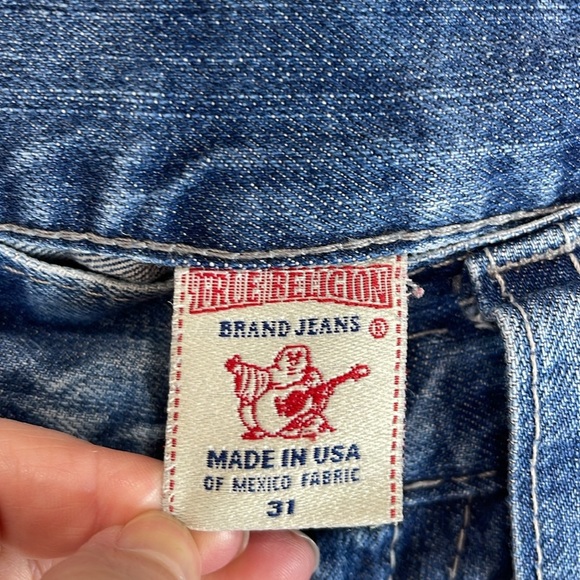 TRUE RELIGION
BRAND JEANS ®
MADE IN USA
OF MEXICO FABRIC
31